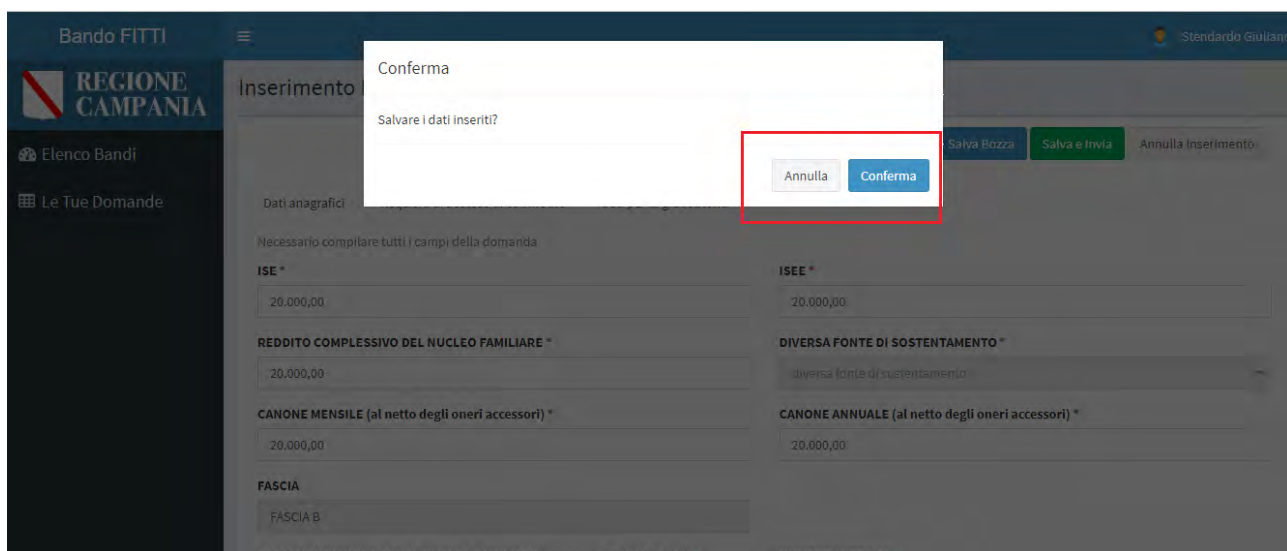 Bando FITTI
Stendardo Giulian
REGIONE
CAMPANIA
Inserimento
Conferma
Salvare i dati inseriti?
Annulla
Conferma
Salva Bozza
Salva e Invia
Annulla Inserimento
Elenco Bandi
Le Tue Domande
Dati anagrafici
Necessario compilare tutti i campi della domanda
ISE *
ISEE *
20.000,00
20.000,00
REDDITO COMPLESSIVO DEL NUCLEO FAMILIARE *
DIVERSA FONTE DI SOSTENTAMENTO *
20.000,00
diversa fonte di sostentamento
CANONE MENSILE (al netto degli oneri accessori) *
CANONE ANNUALE (al netto degli oneri accessori) *
20.000,00
20.000,00
FASCIA
FASCIA B